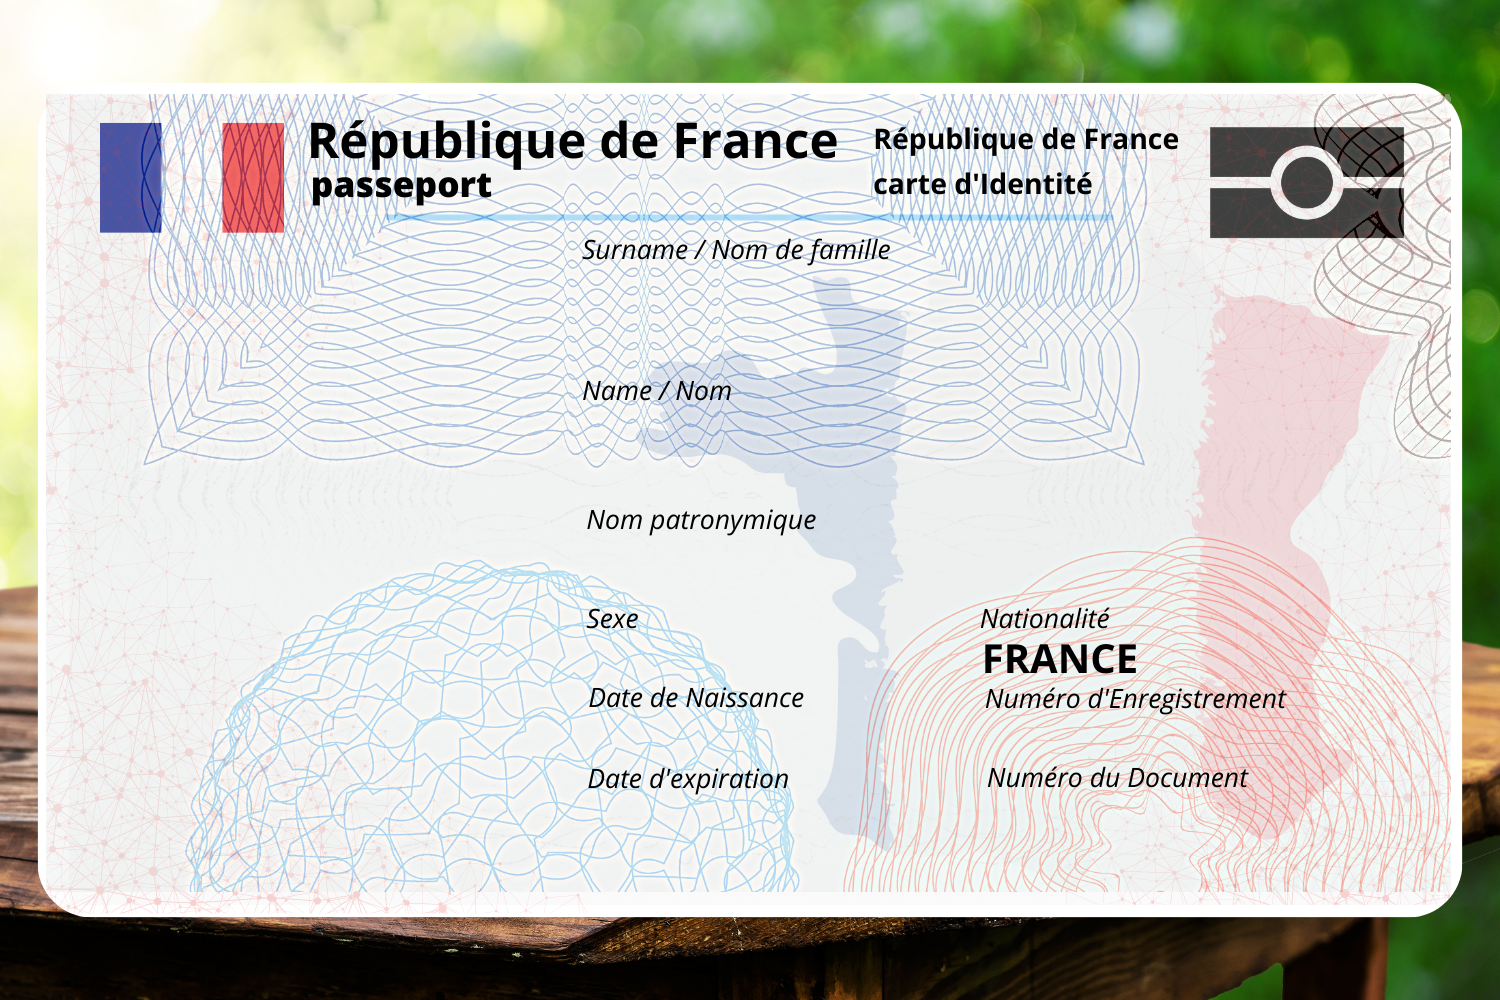 République de France
passeport
République de France
carte d'Identité
Surname / Nom de famille
Name / Nom
Nom patronymique
Sexe
Nationalité
FRANCE
Date de Naissance
Numéro d'Enregistrement
Date d'expiration
Numéro du Document